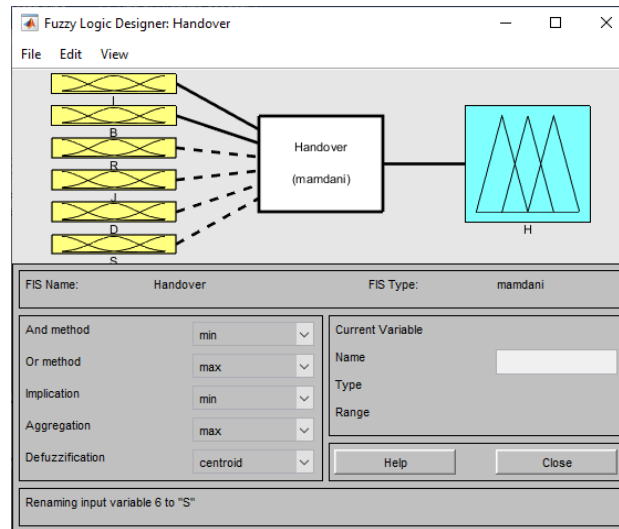 Fuzzy Logic Designer: Handover
File Edit View
I
B
R
J
D
S
Handover
(mamdani)
H
FIS Name: Handover FIS Type: mamdani
And method min
Or method max
Implication min
Aggregation max
Defuzzification centroid
Current Variable
Name
Type
Range
Help Close
Renaming input variable 6 to "S"